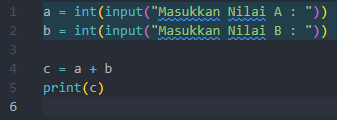 1 a = int(input("Masukkan Nilai A : "))
2 b = int(input("Masukkan Nilai B : "))
3
4 c = a + b
5 print(c)
6